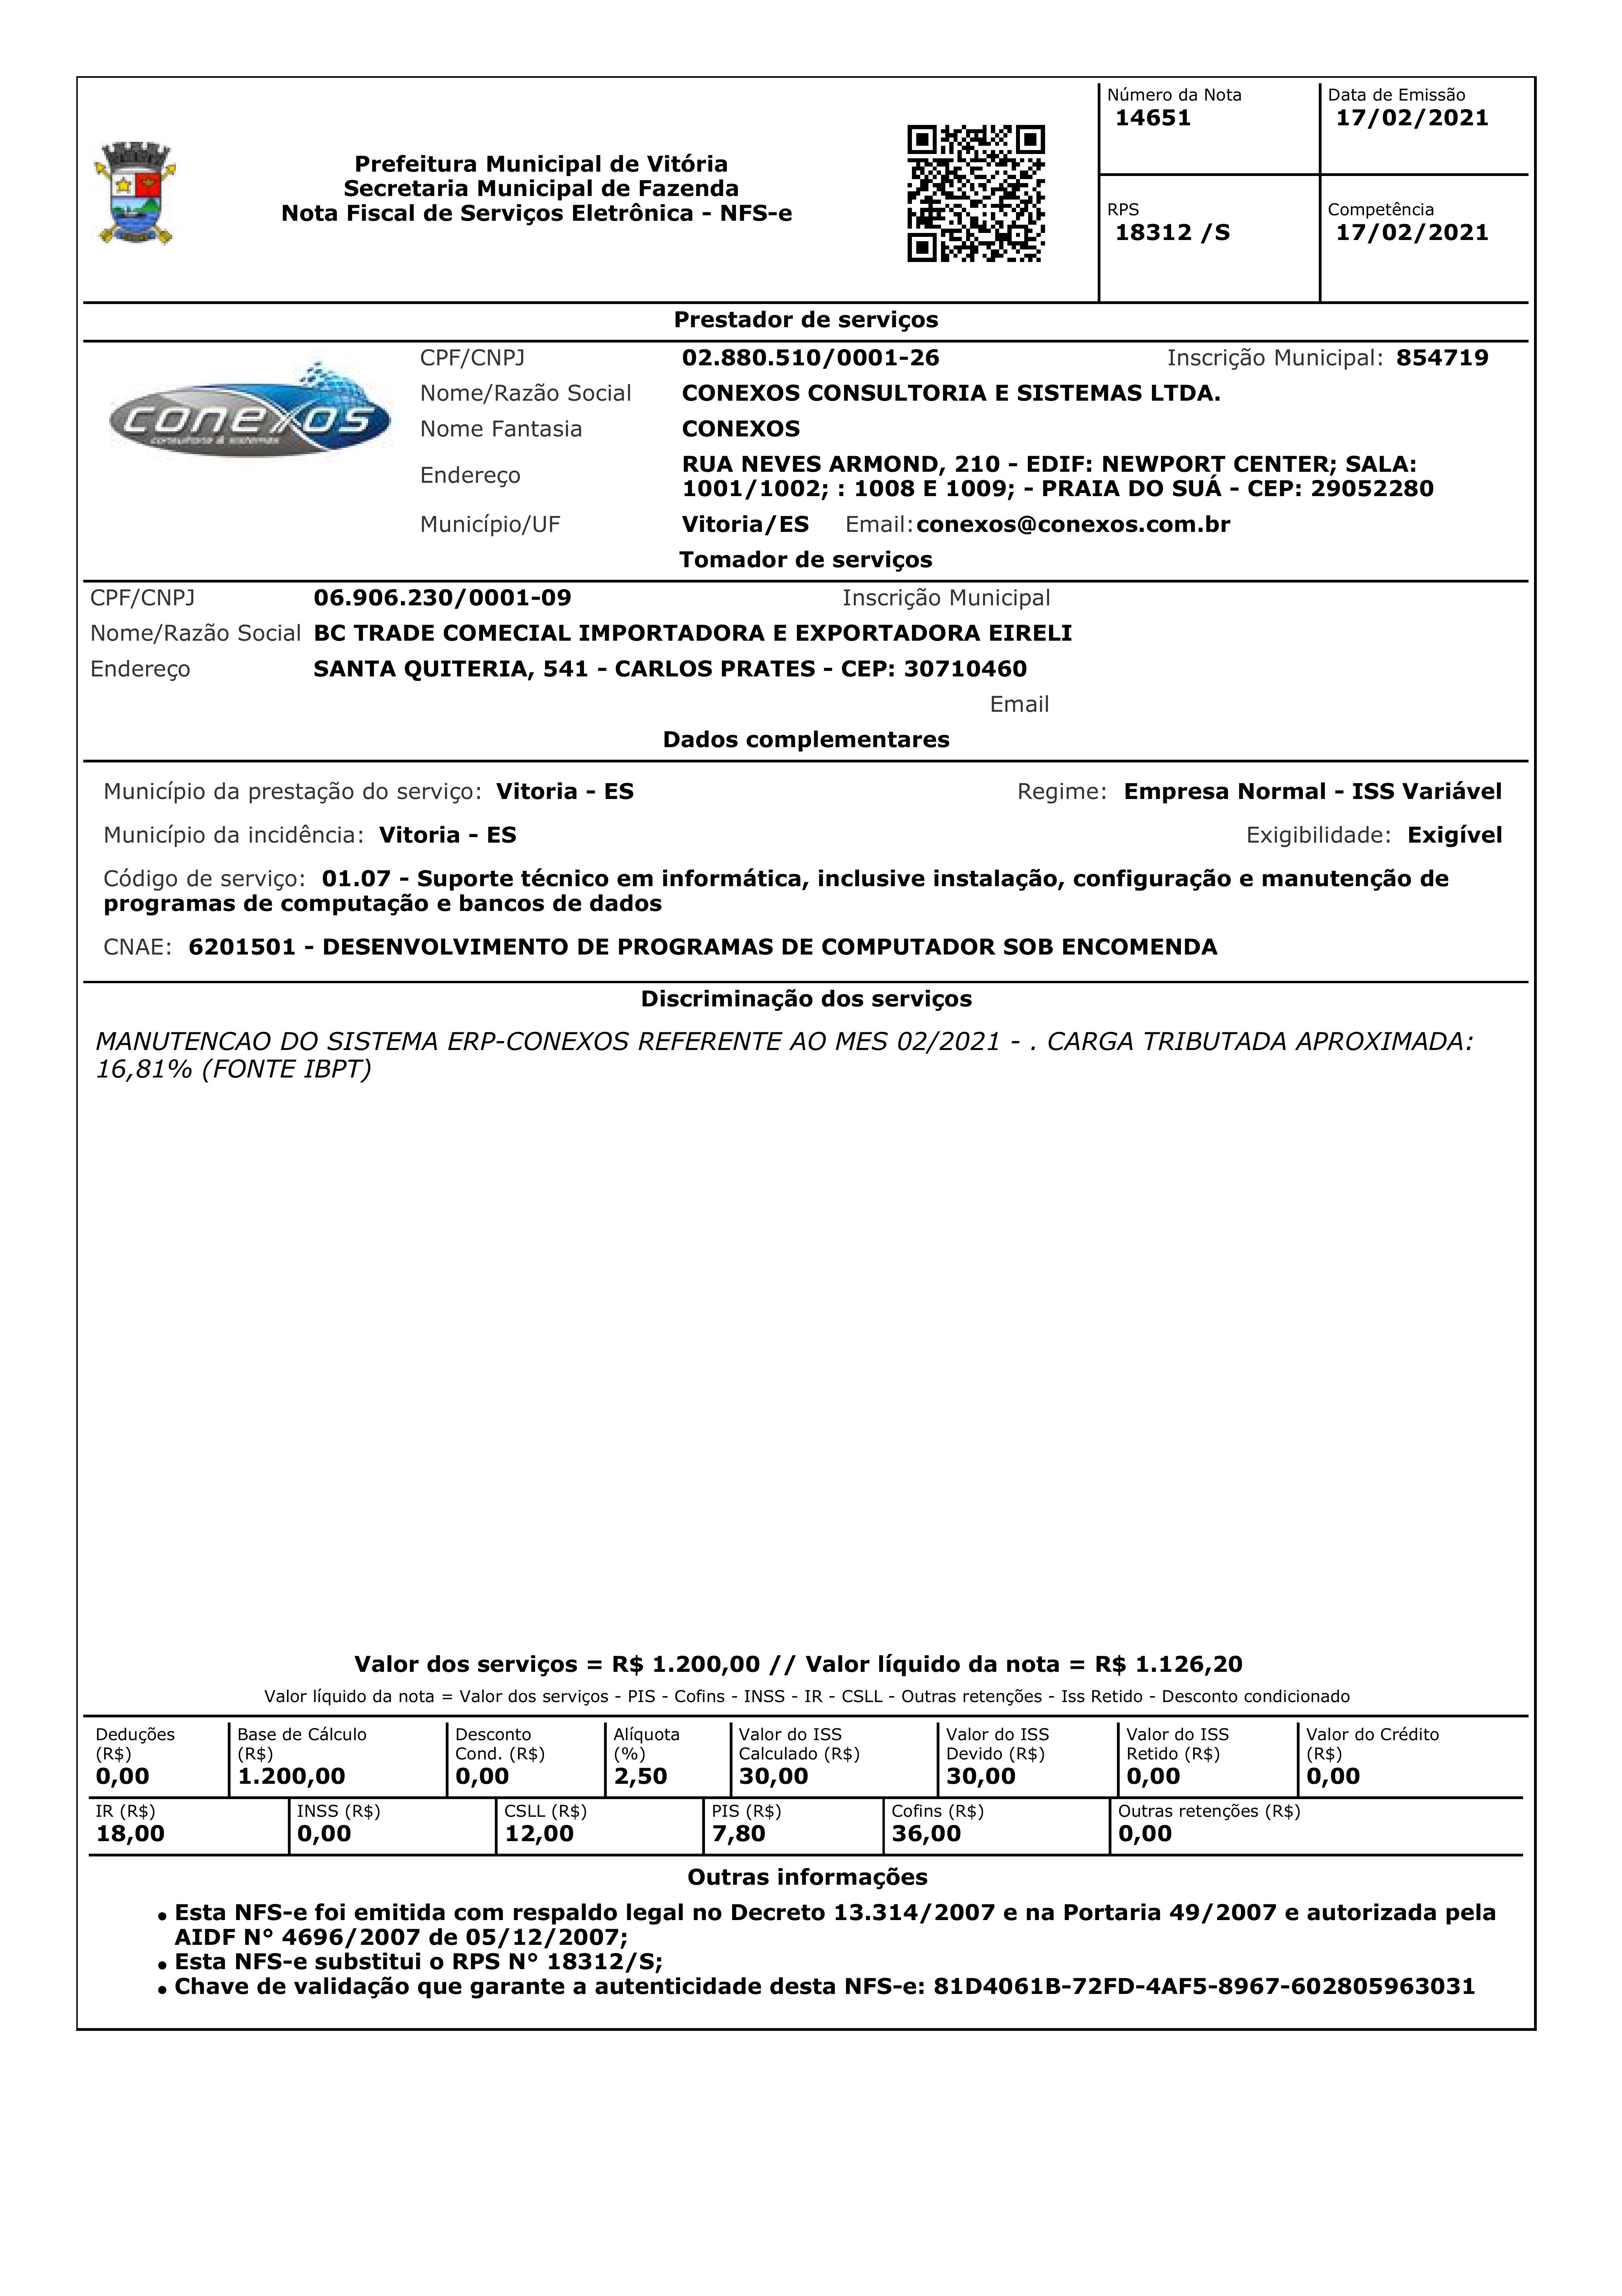 Número da Nota
14651
Data de Emissão
17/02/2021
Prefeitura Municipal de Vitória
Secretaria Municipal de Fazenda
Nota Fiscal de Serviços Eletrônica - NFS-e
RPS
18312 /S
Competência
17/02/2021
Prestador de serviços
conexos
consultoria & sistemas
CPF/CNPJ 02.880.510/0001-26 Inscrição Municipal: 854719
Nome/Razão Social CONEXOS CONSULTORIA E SISTEMAS LTDA.
Nome Fantasia CONEXOS
Endereço RUA NEVES ARMOND, 210 - EDIF: NEWPORT CENTER; SALA:
1001/1002; : 1008 E 1009; - PRAIA DO SUÁ - CEP: 29052280
Município/UF Vitoria/ES Email: conexos@conexos.com.br
Tomador de serviços
CPF/CNPJ 06.906.230/0001-09 Inscrição Municipal
Nome/Razão Social BC TRADE COMECIAL IMPORTADORA E EXPORTADORA EIRELI
Endereço SANTA QUITERIA, 541 - CARLOS PRATES - CEP: 30710460
Email
Dados complementares
Município da prestação do serviço: Vitoria - ES Regime: Empresa Normal - ISS Variável
Município da incidência: Vitoria - ES Exigibilidade: Exigível
Código de serviço: 01.07 - Suporte técnico em informática, inclusive instalação, configuração e manutenção de
programas de computação e bancos de dados
CNAE: 6201501 - DESENVOLVIMENTO DE PROGRAMAS DE COMPUTADOR SOB ENCOMENDA
Discriminação dos serviços
MANUTENCAO DO SISTEMA ERP-CONEXOS REFERENTE AO MES 02/2021 - . CARGA TRIBUTADA APROXIMADA:
16,81% (FONTE IBPT)
Valor dos serviços = R$ 1.200,00 // Valor líquido da nota = R$ 1.126,20
Valor líquido da nota = Valor dos serviços - PIS - Cofins - INSS - IR - CSLL - Outras retenções - Iss Retido - Desconto condicionado
Deduções (R$) 0,00
Base de Cálculo (R$) 1.200,00
Desconto Cond. (R$) 0,00
Alíquota (%) 2,50
Valor do ISS Calculado (R$) 30,00
Valor do ISS Devido (R$) 30,00
Valor do ISS Retido (R$) 0,00
Valor do Crédito (R$) 0,00
IR (R$) 18,00
INSS (R$) 0,00
CSLL (R$) 12,00
PIS (R$) 7,80
Cofins (R$) 36,00
Outras retenções (R$) 0,00
Outras informações
• Esta NFS-e foi emitida com respaldo legal no Decreto 13.314/2007 e na Portaria 49/2007 e autorizada pela
AIDF N° 4696/2007 de 05/12/2007;
• Esta NFS-e substitui o RPS N° 18312/S;
• Chave de validação que garante a autenticidade desta NFS-e: 81D4061B-72FD-4AF5-8967-602805963031